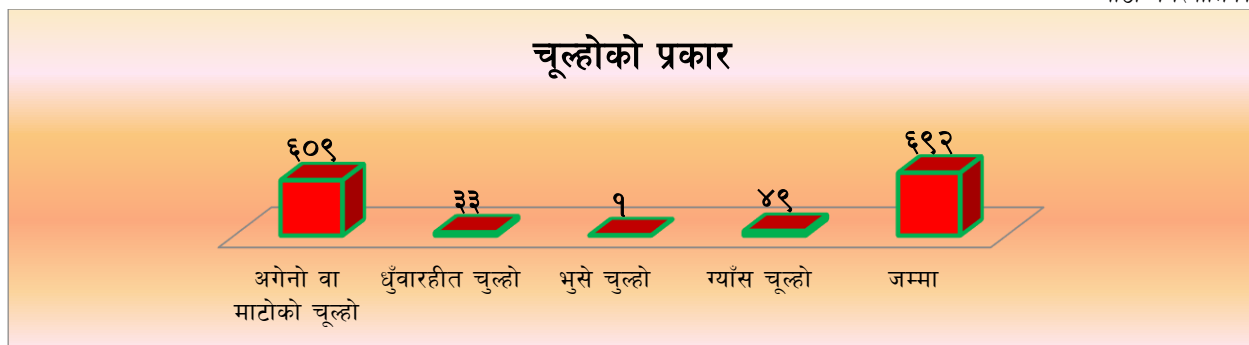 चूल्होको प्रकार
६०९
३३
१
४९
६९२
अगेनो वा
माटोको चूल्हो
धुँवारहीत चुल्हो
भुसे चुल्हो
ग्याँस चूल्हो
जम्मा